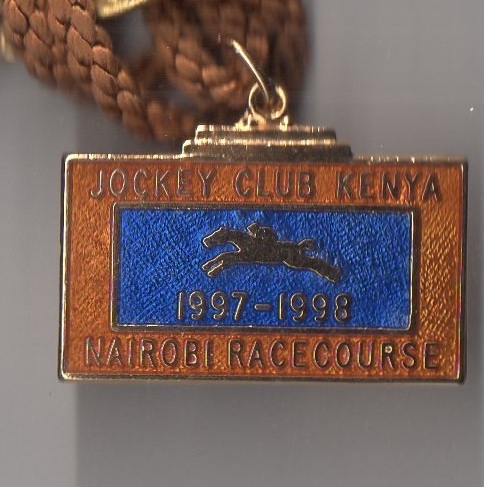 JOCKEY CLUB KENYA
1997-1998
NAIROBI RACECOURSE